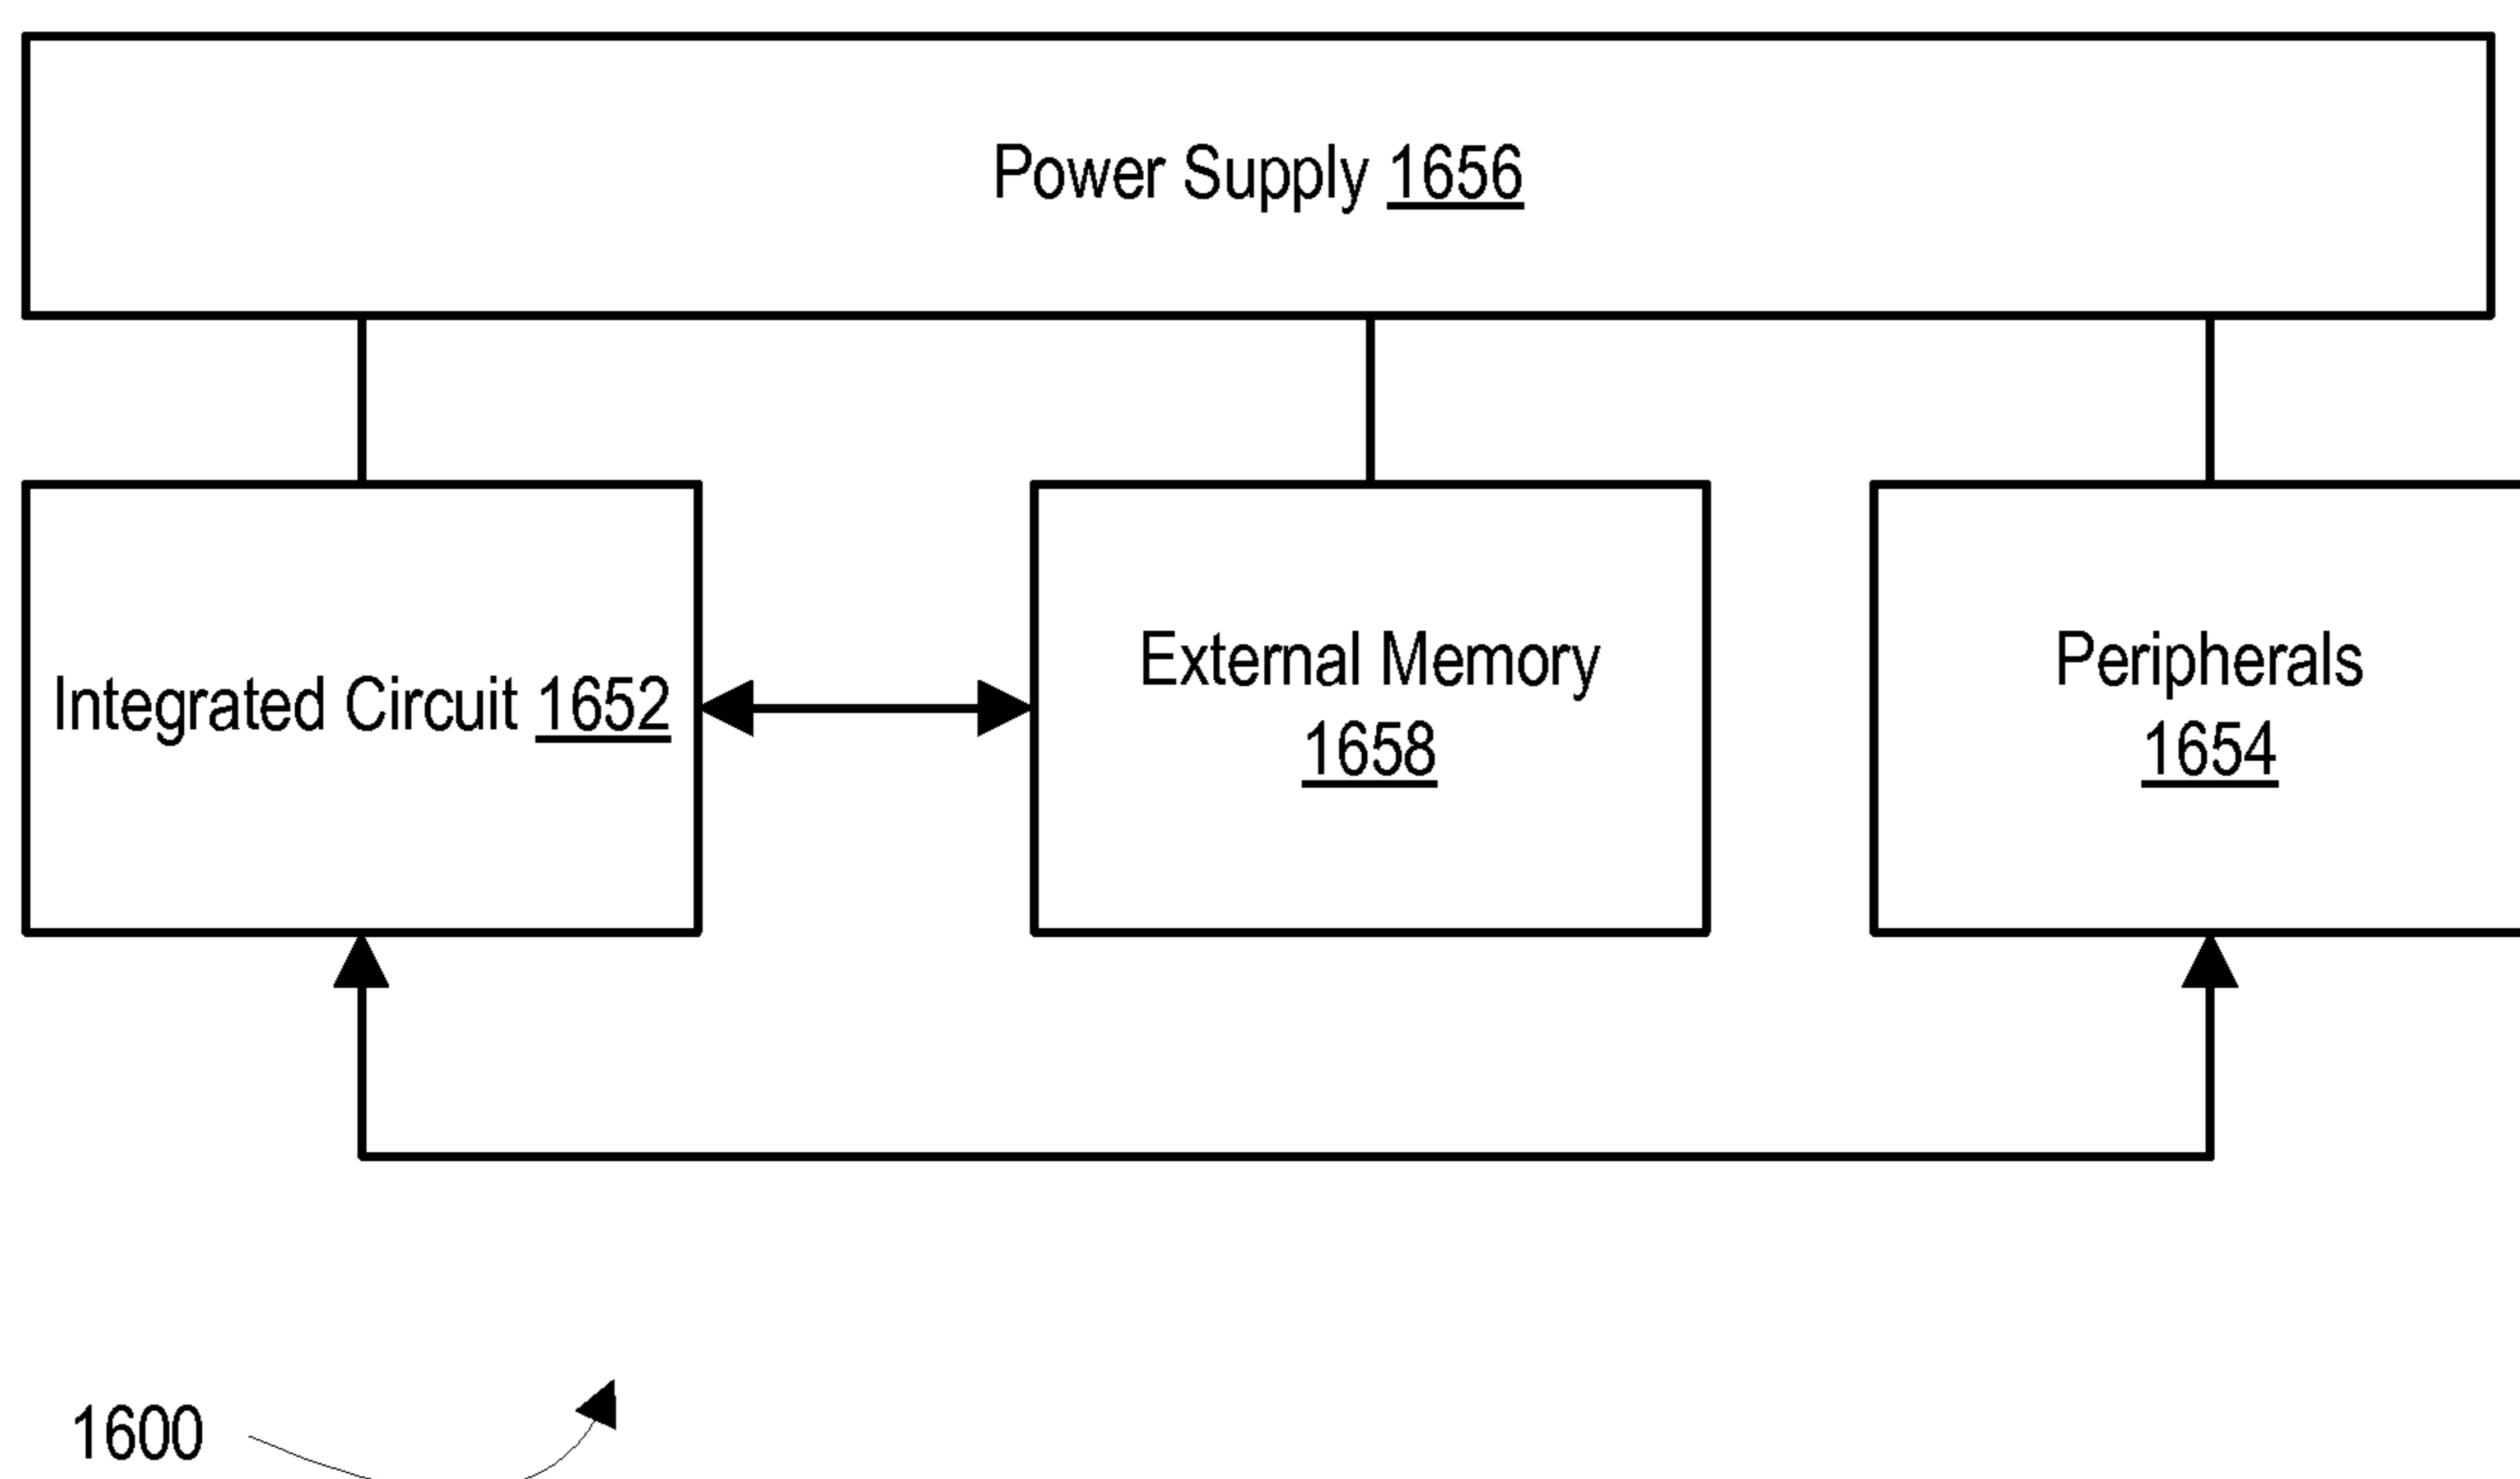 Power Supply 1656
Integrated Circuit 1652
External Memory
1658
Peripherals
1654
1600